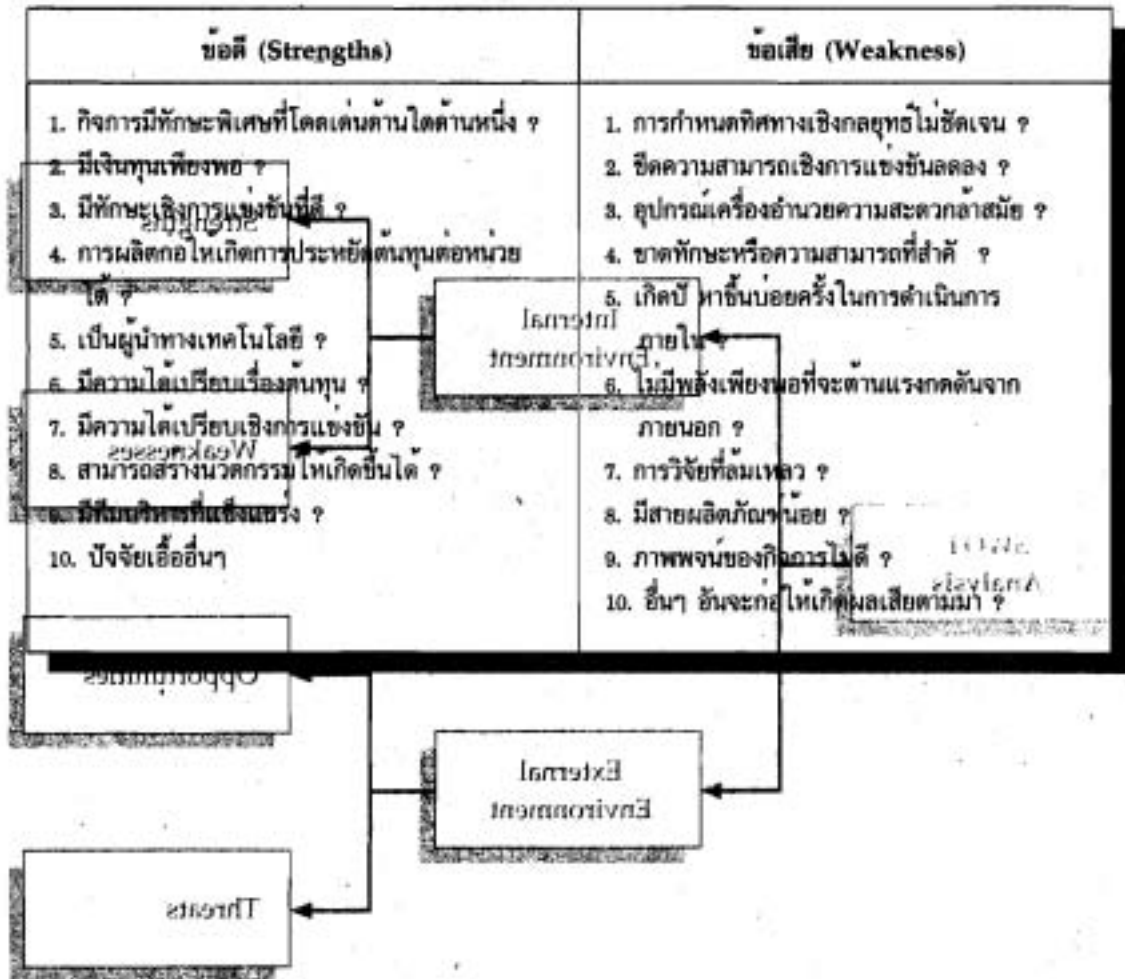 ข้อดี (Strengths)
1. กิจการมีทักษะพิเศษที่โดดเด่นด้านใดด้านหนึ่ง ?
2. มีเงินทุนเพียงพอ ?
3. มีทักษะเชิงการแข่งขันที่ดี ?
4. การผลิตก่อให้เกิดการประหยัดต้นทุนต่อหน่วย
ได้ ?
5. เป็นผู้นำทางเทคโนโลยี ?
6. มีความได้เปรียบเรื่องต้นทุน ?
7. มีความได้เปรียบเชิงการแข่งขัน ?
8. สามารถสร้างนวตกรรมให้เกิดขึ้นได้ ?
9. มีทีมบริหารที่แข็งแกร่ง ?
10. ปัจจัยเอื้ออื่นๆ
ข้อเสีย (Weakness)
1. การกำหนดทิศทางเชิงกลยุทธ์ไม่ชัดเจน ?
2. ขีดความสามารถเชิงการแข่งขันลดลง ?
3. อุปกรณ์เครื่องอำนวยความสะดวกล้าสมัย ?
4. ขาดทักษะหรือความสามารถที่สำคั ?
5. เกิดปั หาขึ้นบ่อยครั้งในการดำเนินการ
ภายใน ?
6. ไม่มีพลังเพียงพอที่จะต้านแรงกดดันจาก
ภายนอก ?
7. การวิจัยที่ล้มเหลว ?
8. มีสายผลิตภัณฑ์น้อย ?
9. ภาพพจน์ของกิจการไม่ดี ?
10. อื่นๆ อันจะก่อให้เกิดผลเสียตามมา ?
SWOT
Analysis
Internal
Environment
External
Environment
Strengths
Weaknesses
Opportunities
Threats